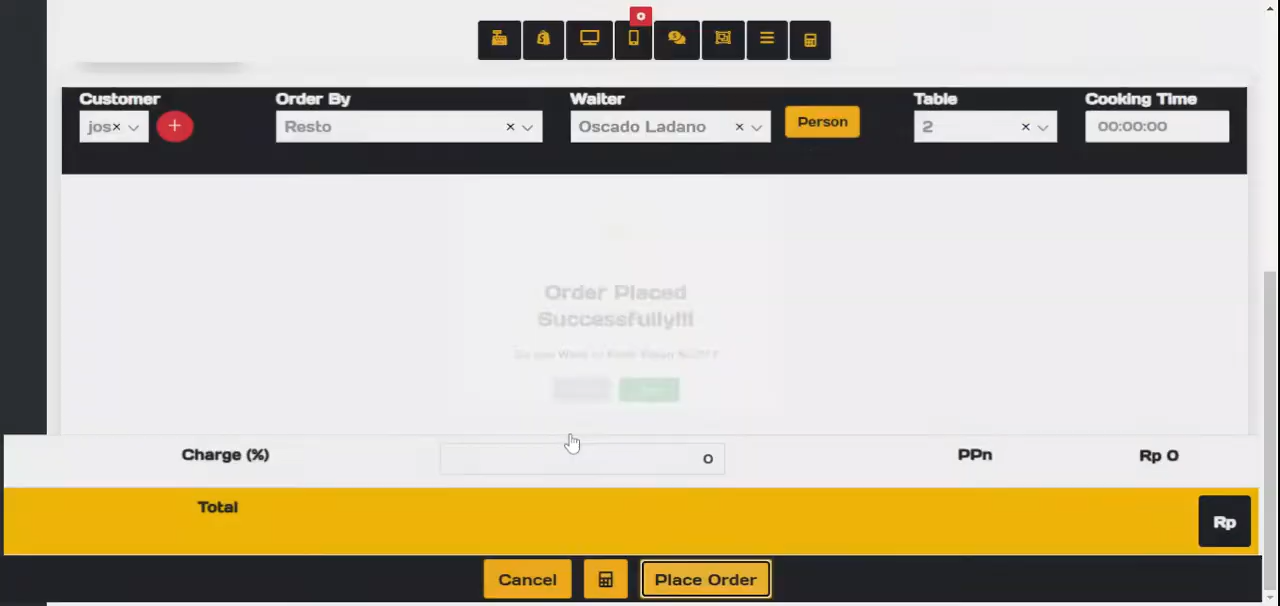 0
Customer Order By Waiter Table Cooking Time
jos× Resto × Oscado Ladano × Person 2 × 00:00:00
Order Placed
Successfully!!!
Charge (%) 0 PPn Rp 0
Total Rp
Cancel Place Order